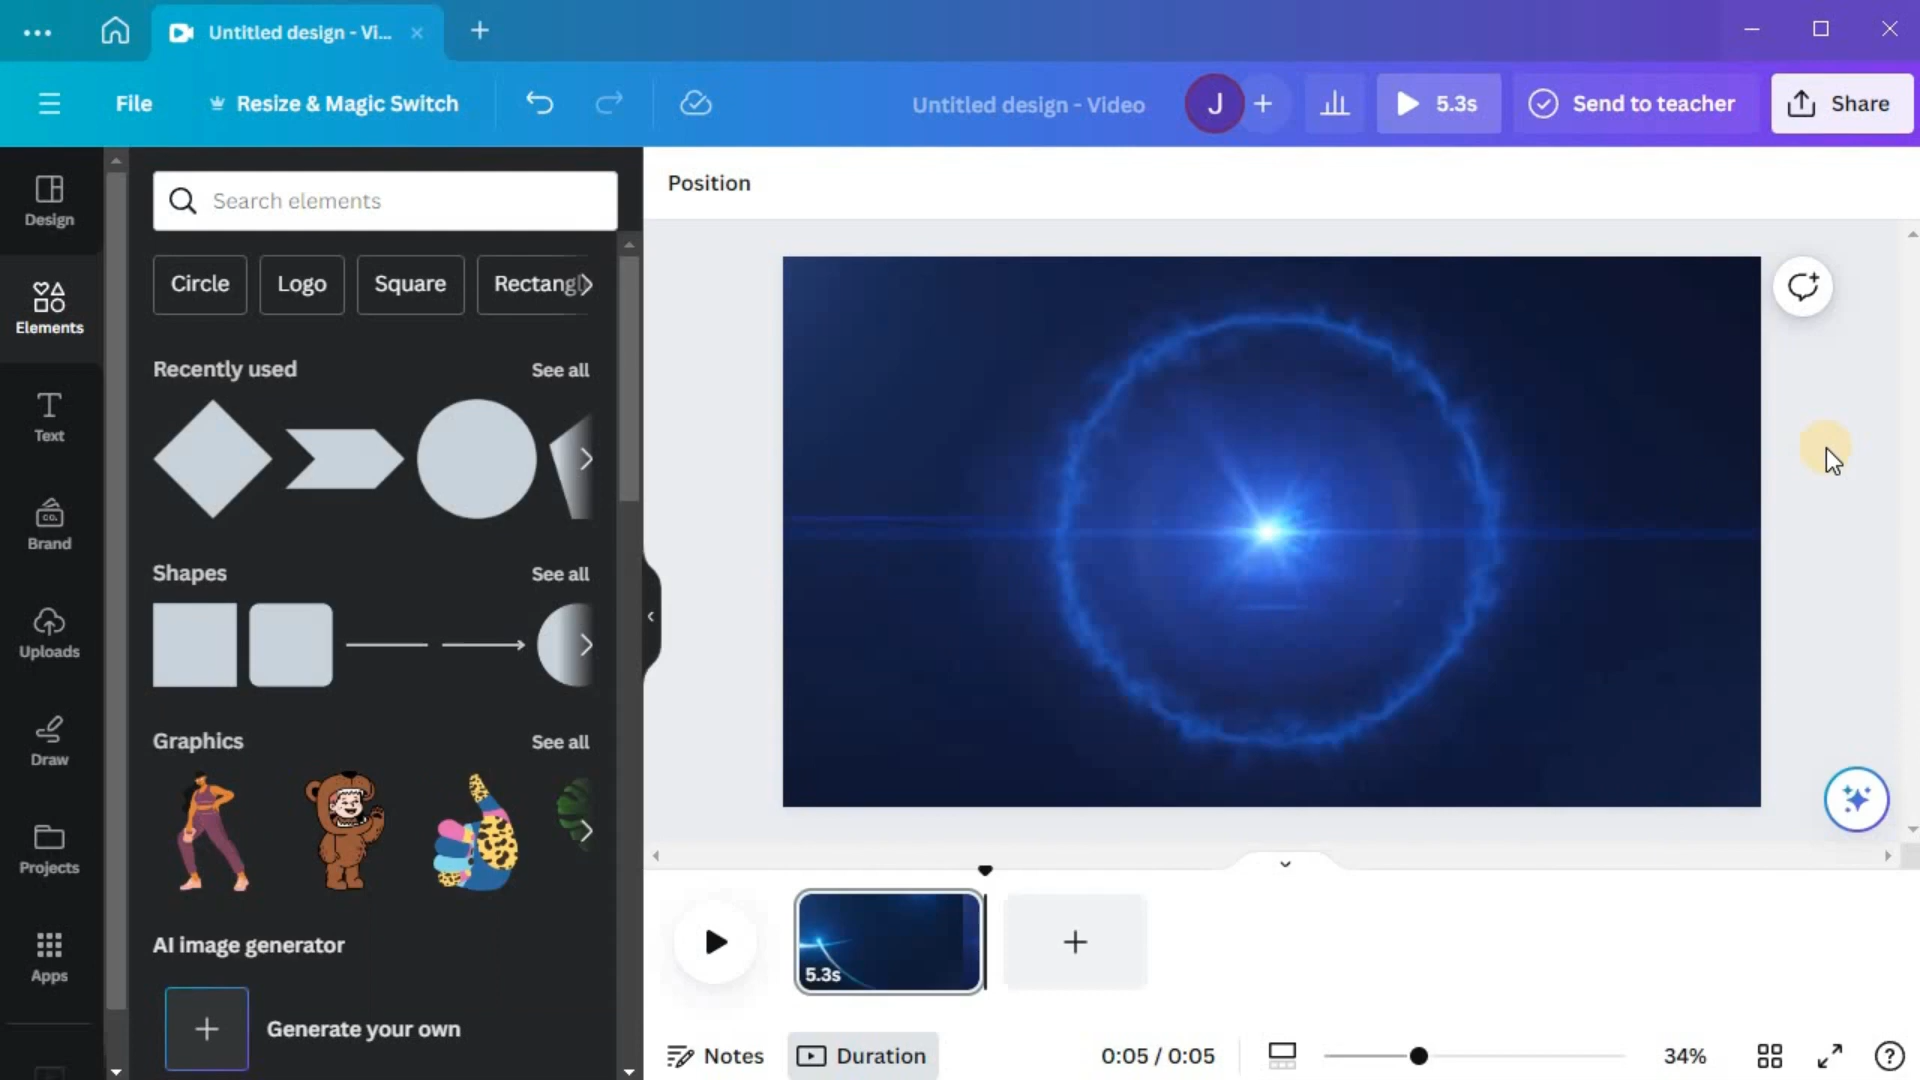 Untitled design - Vi...
File
Resize & Magic Switch
Untitled design - Video
J
5.3s
Send to teacher
Share
Design
Elements
Text
CO.
Brand
Uploads
Draw
Projects
Apps
Search elements
Circle
Logo
Square
Rectangl
Recently used
See all
Shapes
See all
Graphics
See all
AI image generator
Generate your own
Position
5.3s
Notes
Duration
0:05 / 0:05
34%